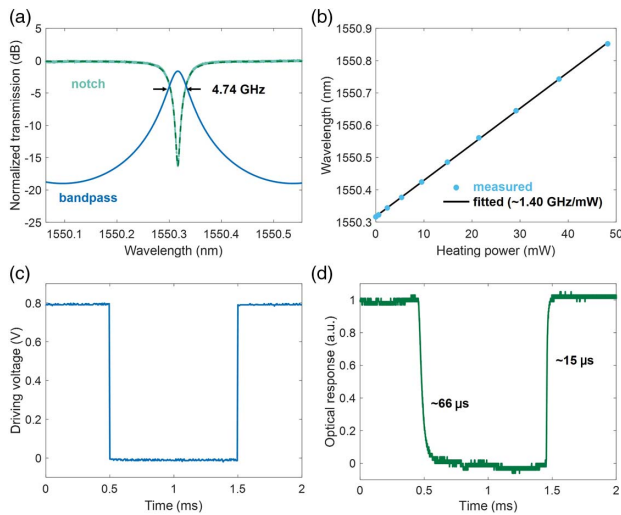 (a)
5
0
-5
-10
-15
-20
-25
Normalized transmission (dB)
notch
4.74 GHz
bandpass
1550.1
1550.2
1550.3
1550.4
1550.5
Wavelength (nm)
(b)
1550.9
1550.8
1550.7
1550.6
1550.5
1550.4
1550.3
Wavelength (nm)
measured
fitted (~1.40 GHz/mW)
0
10
20
30
40
50
Heating power (mW)
(c)
0.8
0.6
0.4
0.2
0
Driving voltage (V)
0
0.5
1
1.5
2
Time (ms)
(d)
1
0.8
0.6
0.4
0.2
0
Optical response (a.u.)
~66 µs
~15 µs
0
0.5
1
1.5
2
Time (ms)